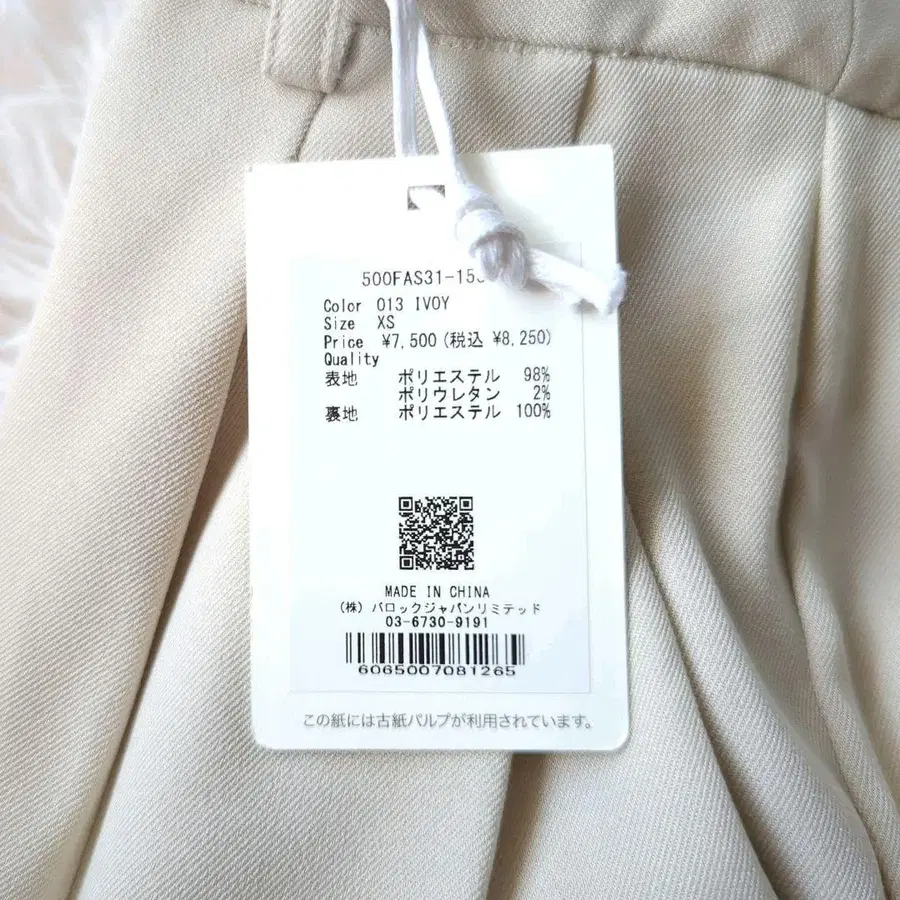 500FAS31-15
Color 013 IVOY
Size XS
Price ¥7,500(税込 ¥8,250)
Quality
表地 ポリエステル 98%
ポリウレタン 2%
裏地 ポリエステル 100%
MADE IN CHINA
(株) バロックジャパンリミテッド
03-6730-9191
6065007081265
この紙には古紙パルプが利用されています。